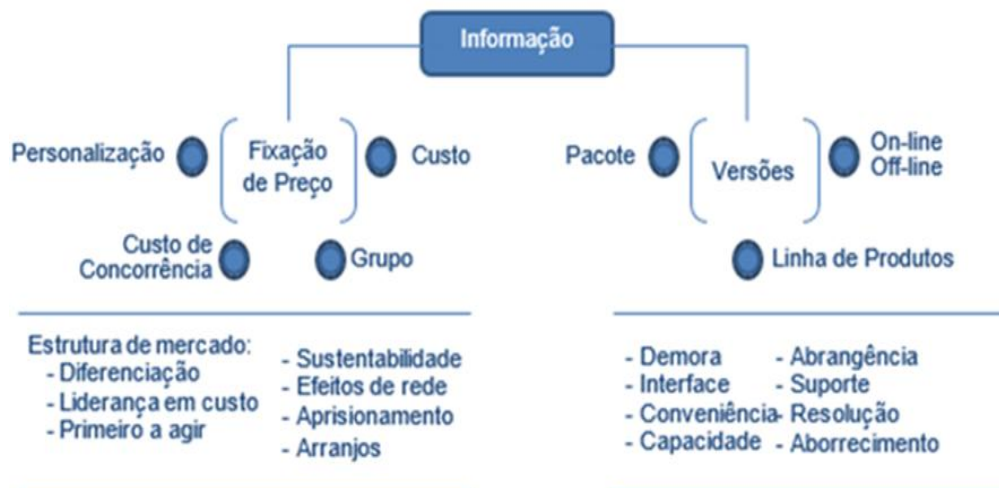 Informação
Personalização
Fixação
de Preço
Custo
Custo de
Concorrência
Grupo
Pacote
Versões
On-line
Off-line
Linha de Produtos
Estrutura de mercado:
- Diferenciação
- Liderança em custo
- Primeiro a agir
- Sustentabilidade
- Efeitos de rede
- Aprisionamento
- Arranjos
- Demora
- Interface
- Conveniência
- Capacidade
- Abrangência
- Suporte
- Resolução
- Aborrecimento